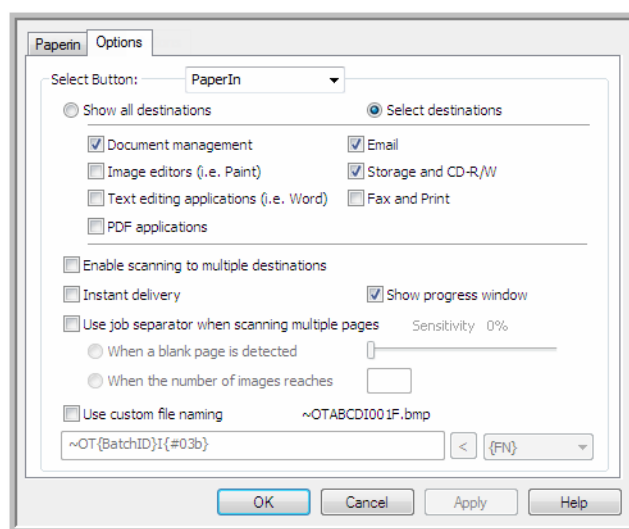 Paperin Options
Select Button: PaperIn
Show all destinations Select destinations
Document management Email
Image editors (i.e. Paint) Storage and CD-R/W
Text editing applications (i.e. Word) Fax and Print
PDF applications
Enable scanning to multiple destinations
Instant delivery Show progress window
Use job separator when scanning multiple pages Sensitivity 0%
When a blank page is detected
When the number of images reaches
Use custom file naming ~OTABCDI001F.bmp
~OT{BatchID}I{#03b} < {FN}
OK Cancel Apply Help